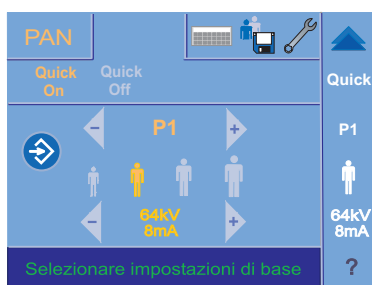 PAN
Quick On
Quick Off
Quick
- P1 +
P1
- 64kV 8mA +
64kV
8mA
Selezionare impostazioni di base
?